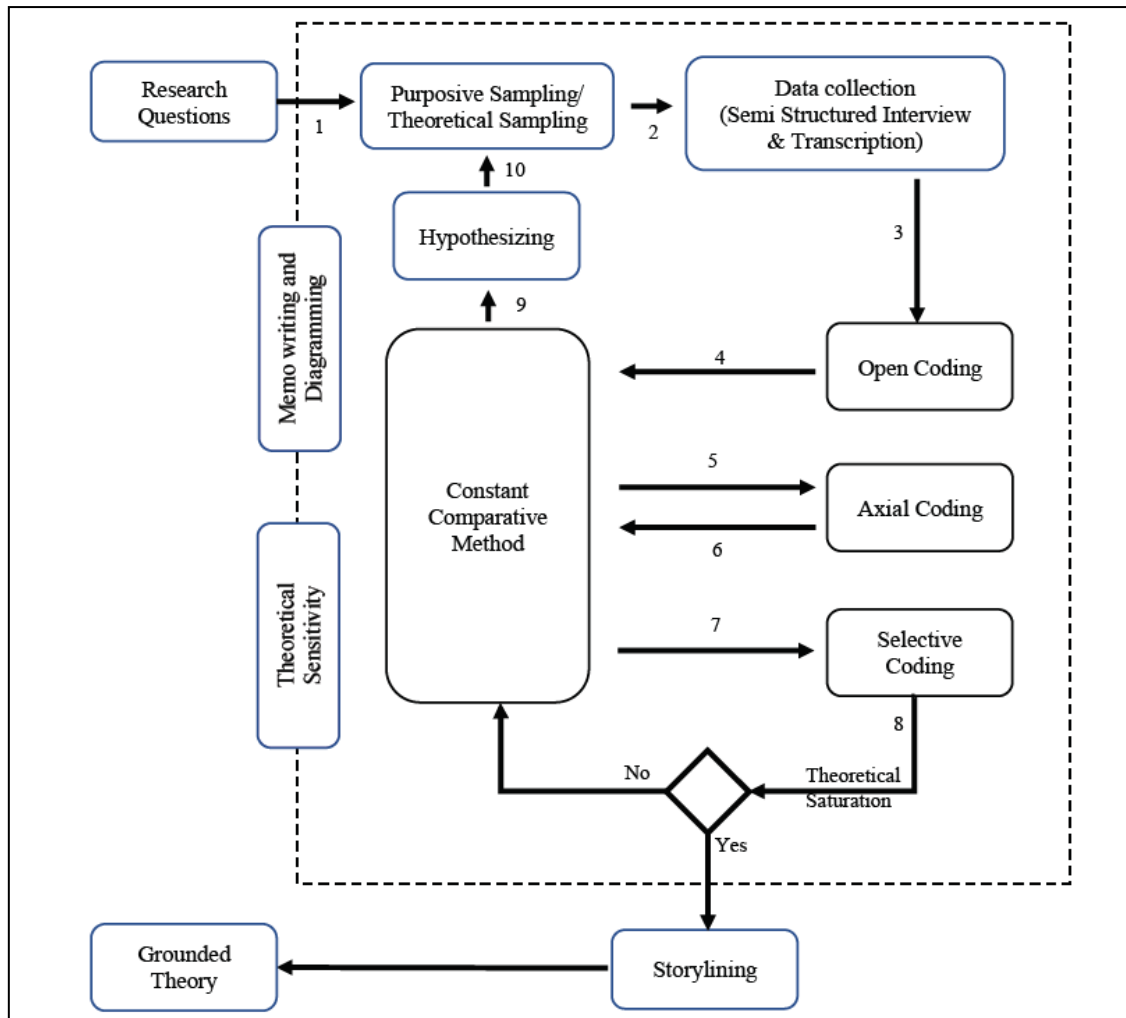 Research
Questions
1
Purposive Sampling/
Theoretical Sampling
2
Data collection
(Semi Structured Interview
& Transcription)
3
10
Hypothesizing
9
Memo writing and
Diagramming
Theoretical
Sensitivity
Constant
Comparative
Method
4
Open Coding
5
Axial Coding
6
7
Selective
Coding
8
No
Theoretical
Saturation
Yes
Grounded
Theory
Storylining